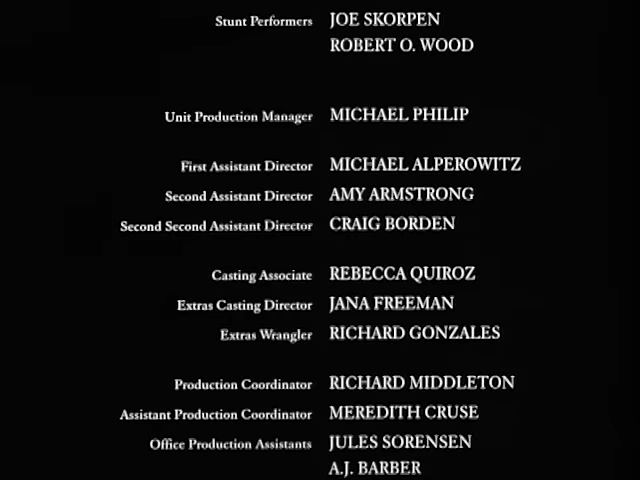 Stunt Performers JOE SKORPEN
ROBERT O. WOOD
Unit Production Manager MICHAEL PHILIP
First Assistant Director MICHAEL ALPEROWITZ
Second Assistant Director AMY ARMSTRONG
Second Second Assistant Director CRAIG BORDEN
Casting Associate REBECCA QUIROZ
Extras Casting Director JANA FREEMAN
Extras Wrangler RICHARD GONZALES
Production Coordinator RICHARD MIDDLETON
Assistant Production Coordinator MEREDITH CRUSE
Office Production Assistants JULES SORENSEN
A.J. BARBER